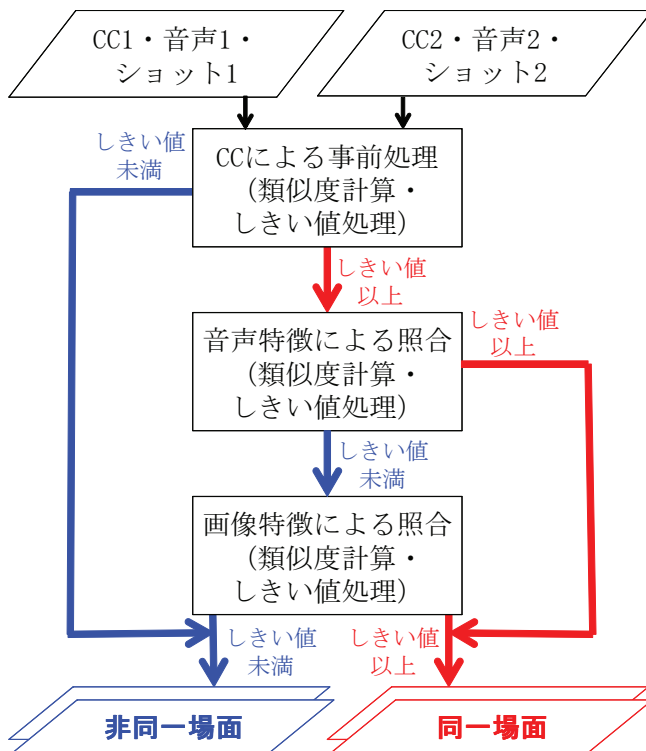 CC1・音声1・
ショット1
CC2・音声2・
ショット2
しきい値
未満
CCによる事前処理
（類似度計算・
しきい値処理）
しきい値
以上
音声特徴による照合
（類似度計算・
しきい値処理）
しきい値
以上
しきい値
未満
画像特徴による照合
（類似度計算・
しきい値処理）
しきい値
未満
しきい値
以上
非同一場面
同一場面